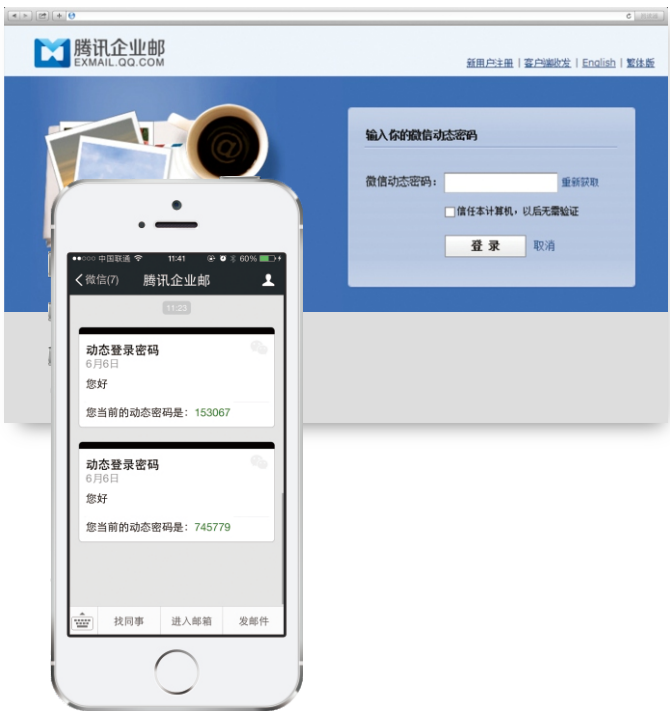 腾讯企业邮
EXMAIL.QQ.COM
新用户注册 | 客户端收发 | English | 繁体版
输入你的微信动态密码
微信动态密码：
重新获取
信任本计算机，以后无需验证
登 录
取消
@
中国联通 11:41 60%
微信(7) 腾讯企业邮
11:23
动态登录密码
6月6日
您好
您当前的动态密码是：153067
动态登录密码
6月6日
您好
您当前的动态密码是：745779
找同事 进入邮箱 发邮件